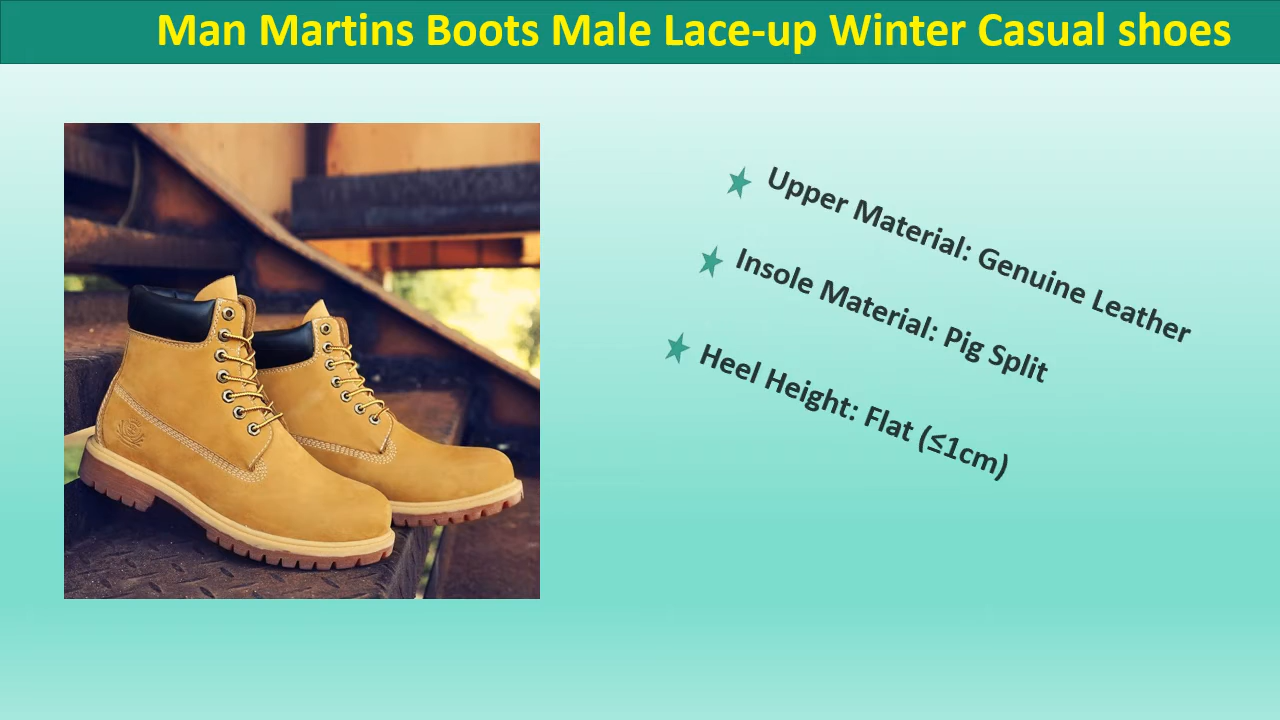 Man Martins Boots Male Lace-up Winter Casual shoes
Upper Material: Genuine Leather
Insole Material: Pig Split
Heel Height: Flat (≤1cm)